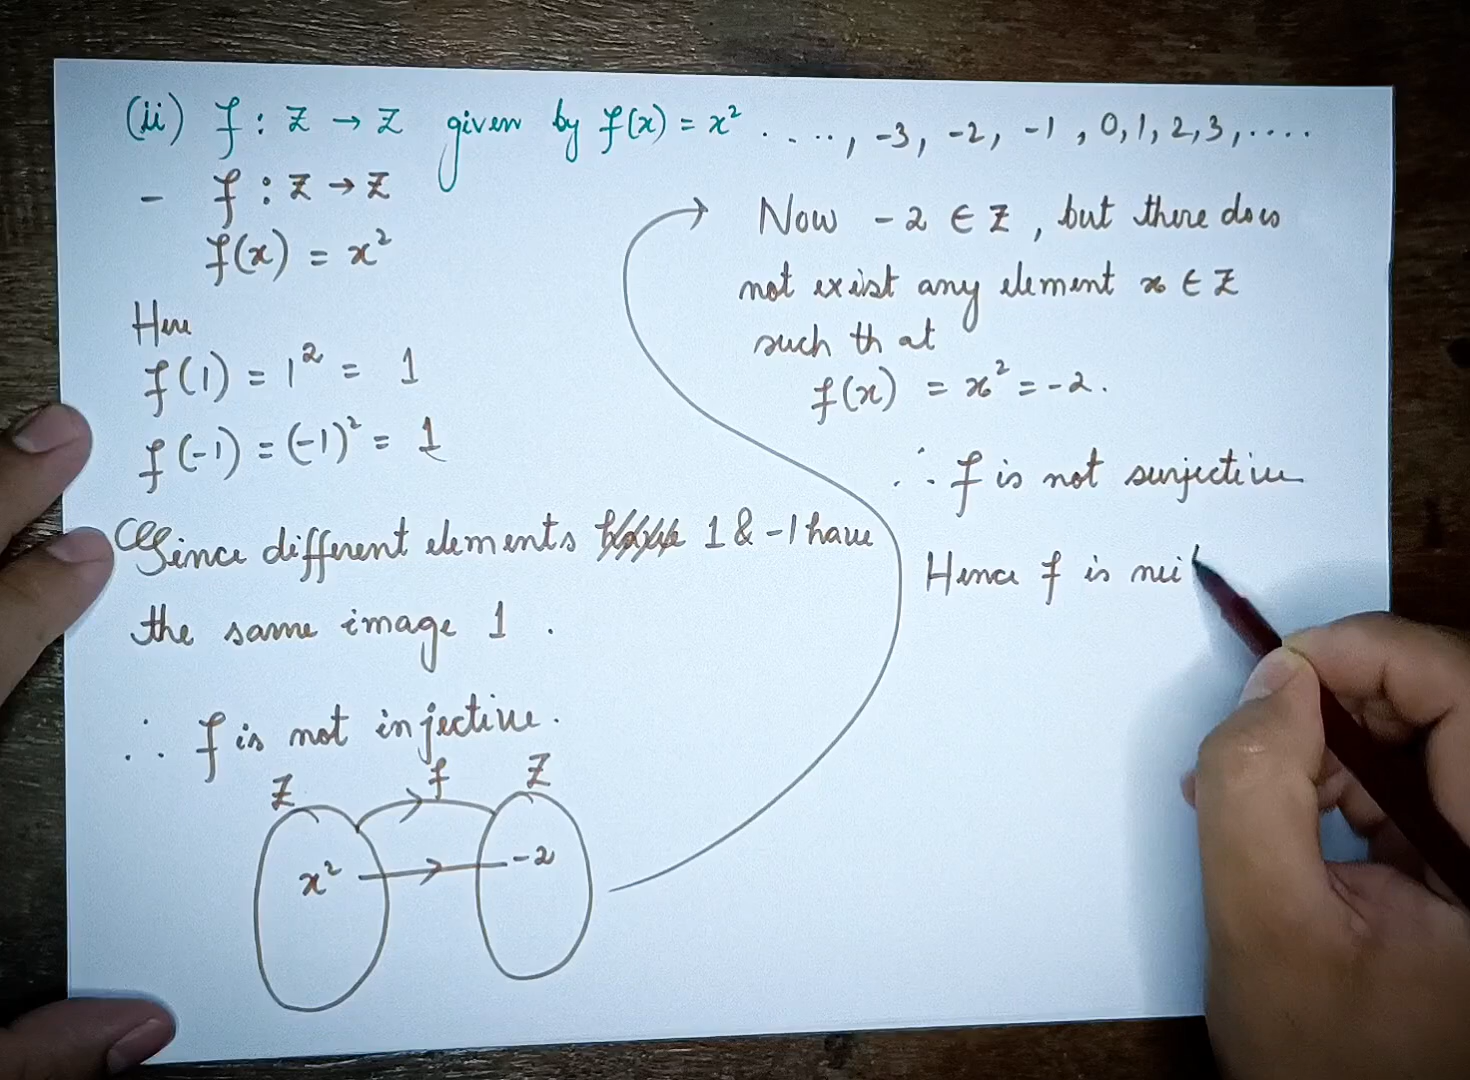 (ii) f : Z → Z given by f(x) = x² . . . ., -3, -2, -1, 0, 1, 2, 3, . . . .
- f : Z → Z
f(x) = x²
Here
f(1) = 1² = 1
f(-1) = (-1)² = 1
Since different elements 1 & -1 have
the same image 1 .
∴ f is not injective.
Z f Z
x² -2
Now -2 ∈ Z, but there does
not exist any element x ∈ Z
such that
f(x) = x² = -2.
∴ f is not surjective
Hence f is neit